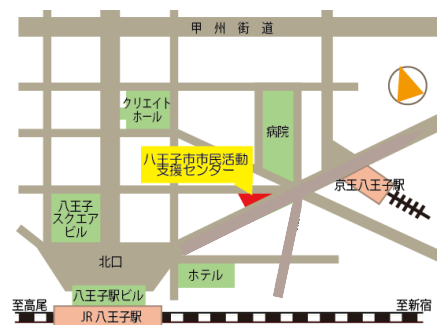 甲州街道
クリエイト
ホール
病院
八王子市市民活動
支援センター
京王八王子駅
八王子
スクエア
ビル
北口
ホテル
八王子駅ビル
至高尾
至新宿
JR八王子駅